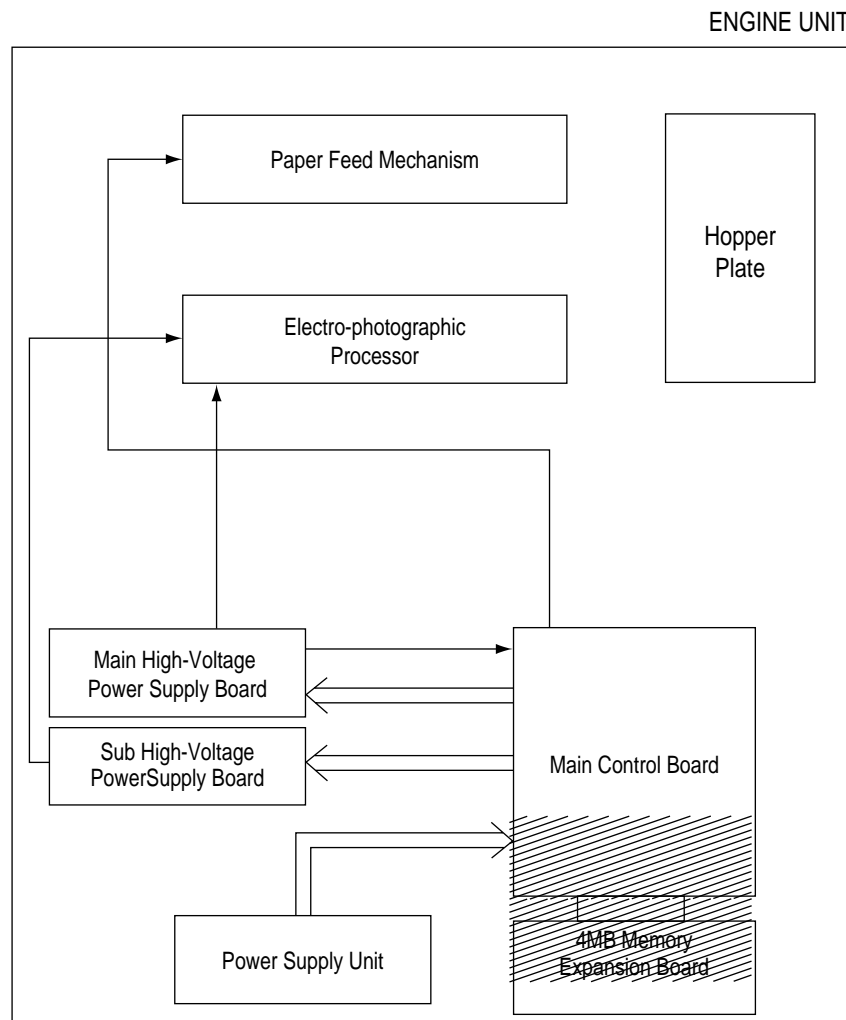 ENGINE UNIT
Paper Feed Mechanism
Hopper
Plate
Electro-photographic
Processor
Main High-Voltage
Power Supply Board
Sub High-Voltage
PowerSupply Board
Main Control Board
Power Supply Unit
4MB Memory
Expansion Board